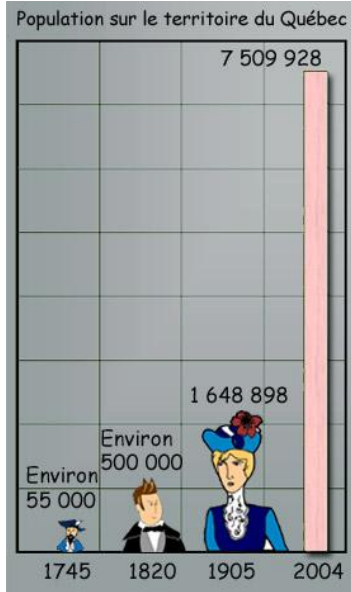 Population sur le territoire du Québec
7 509 928
1 648 898
Environ
500 000
Environ
55 000
1745 1820 1905 2004